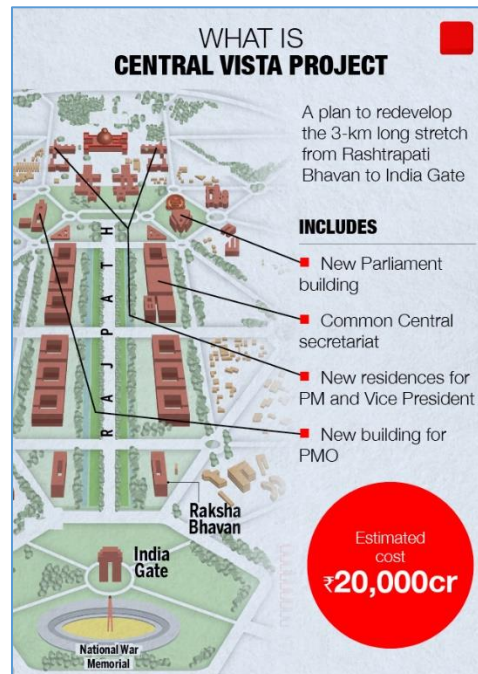 WHAT IS
CENTRAL VISTA PROJECT
A plan to redevelop
the 3-km long stretch
from Rashtrapati
Bhavan to India Gate
INCLUDES
New Parliament
building
Common Central
secretariat
New residences for
PM and Vice President
New building for
PMO
RAJPATH
Raksha
Bhavan
India
Gate
National War
Memorial
Estimated
cost
₹20,000cr